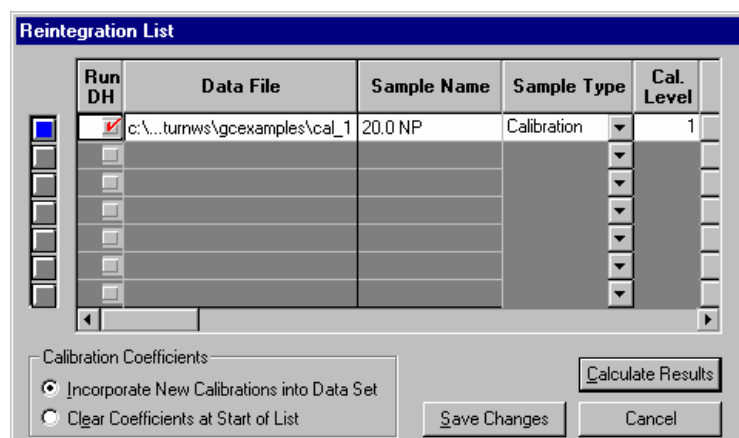 Reintegration List
Run DH Data File Sample Name Sample Type Cal. Level
c:\...turnws\gcexamples\cal_1 20.0 NP Calibration 1
Calibration Coefficients
Incorporate New Calibrations into Data Set
Clear Coefficients at Start of List
Calculate Results
Save Changes Cancel